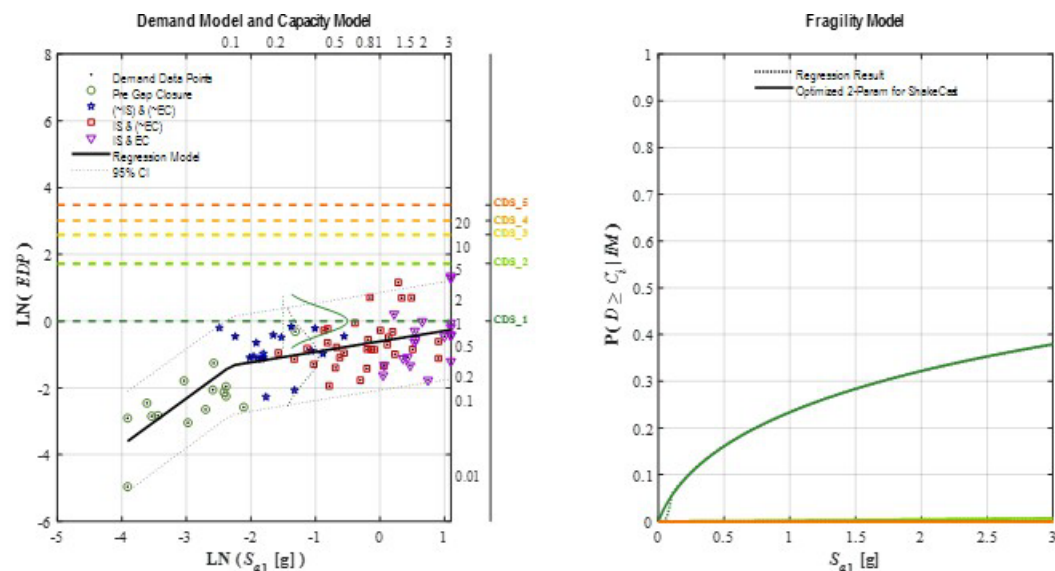 Demand Model and Capacity Model
0.1 0.2 0.5 0.81 1.5 2 3
8
6
4
2
0
-2
-4
-6
LN( EDP)
Demand Data Points
Pre Gap Closure
(~IS) & (~EC)
IS & (~EC)
IS & EC
Regression Model
95% CI
CDS_5
CDS_4
CDS_3
CDS_2
CDS_1
20
10
5
2
1
0.5
0.2
0.1
0.01
-5 -4 -3 -2 -1 0 1
LN (S_a1 [g])
Fragility Model
Regression Result
Optimized 2-Param for ShakeCast
1
0.9
0.8
0.7
0.6
0.5
0.4
0.3
0.2
0.1
0
P( D ≥ C_i | IM)
0 0.5 1 1.5 2 2.5 3
S_a1 [g]